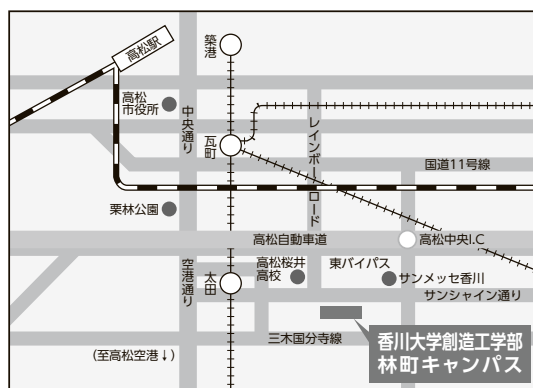 高松駅
築港
高松
市役所
中央通り
瓦町
レインボーロード
国道11号線
栗林公園
高松自動車道
高松中央I.C
空港通り
太田
高松桜井
高校
東バイパス
サンメッセ香川
サンシャイン通り
三木国分寺線
香川大学創造工学部
林町キャンパス
(至高松空港↓)